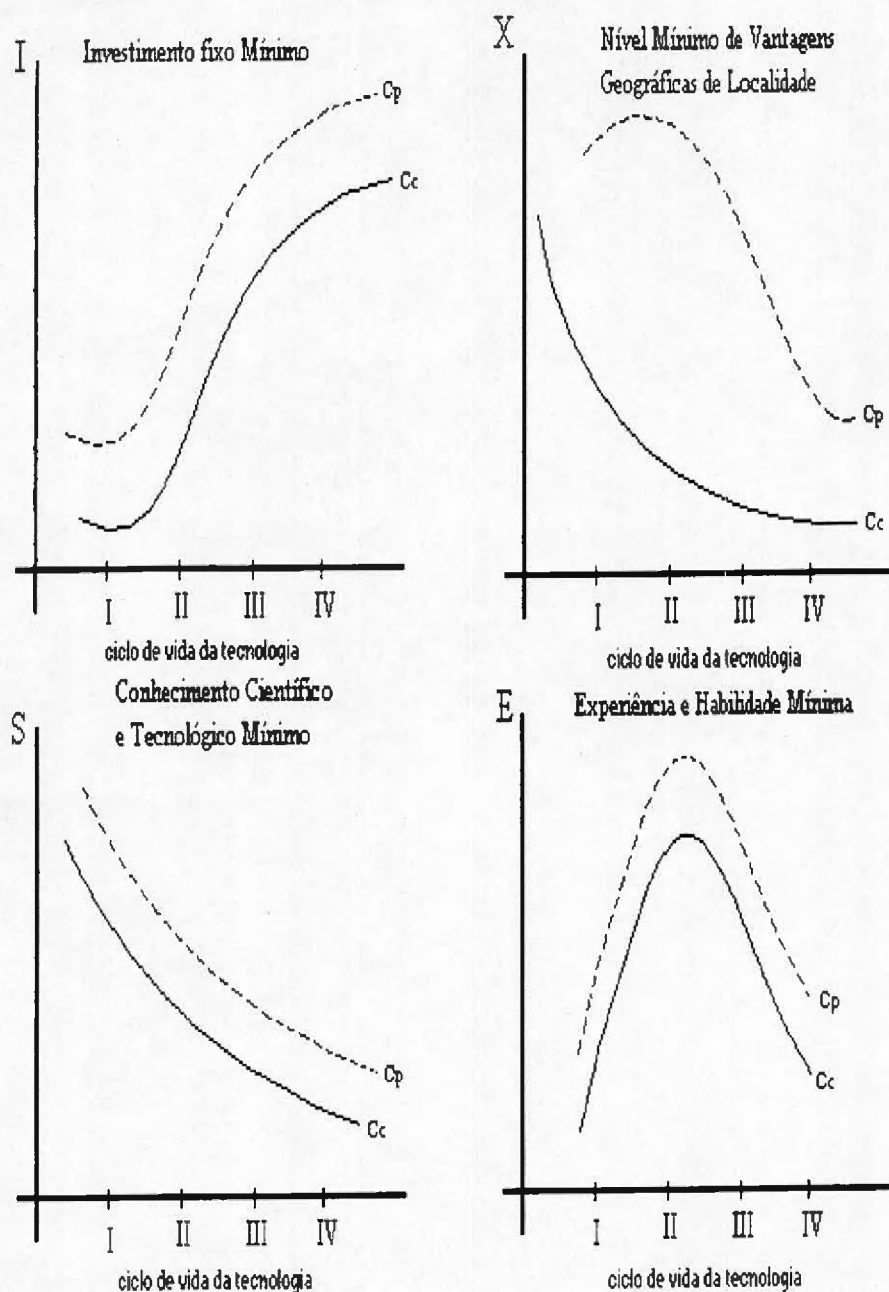 I
Investimento fixo Mínimo
Cp
Cc
I
II
III
IV
ciclo de vida da tecnologia
X
Nível Mínimo de Vantagens
Geográficas de Localidade
Cp
Cc
I
II
III
IV
ciclo de vida da tecnologia
S
Conhecimento Científico
e Tecnológico Mínimo
Cp
Cc
I
II
III
IV
ciclo de vida da tecnologia
E
Experiência e Habilidade Mínima
Cp
Cc
I
II
III
IV
ciclo de vida da tecnologia